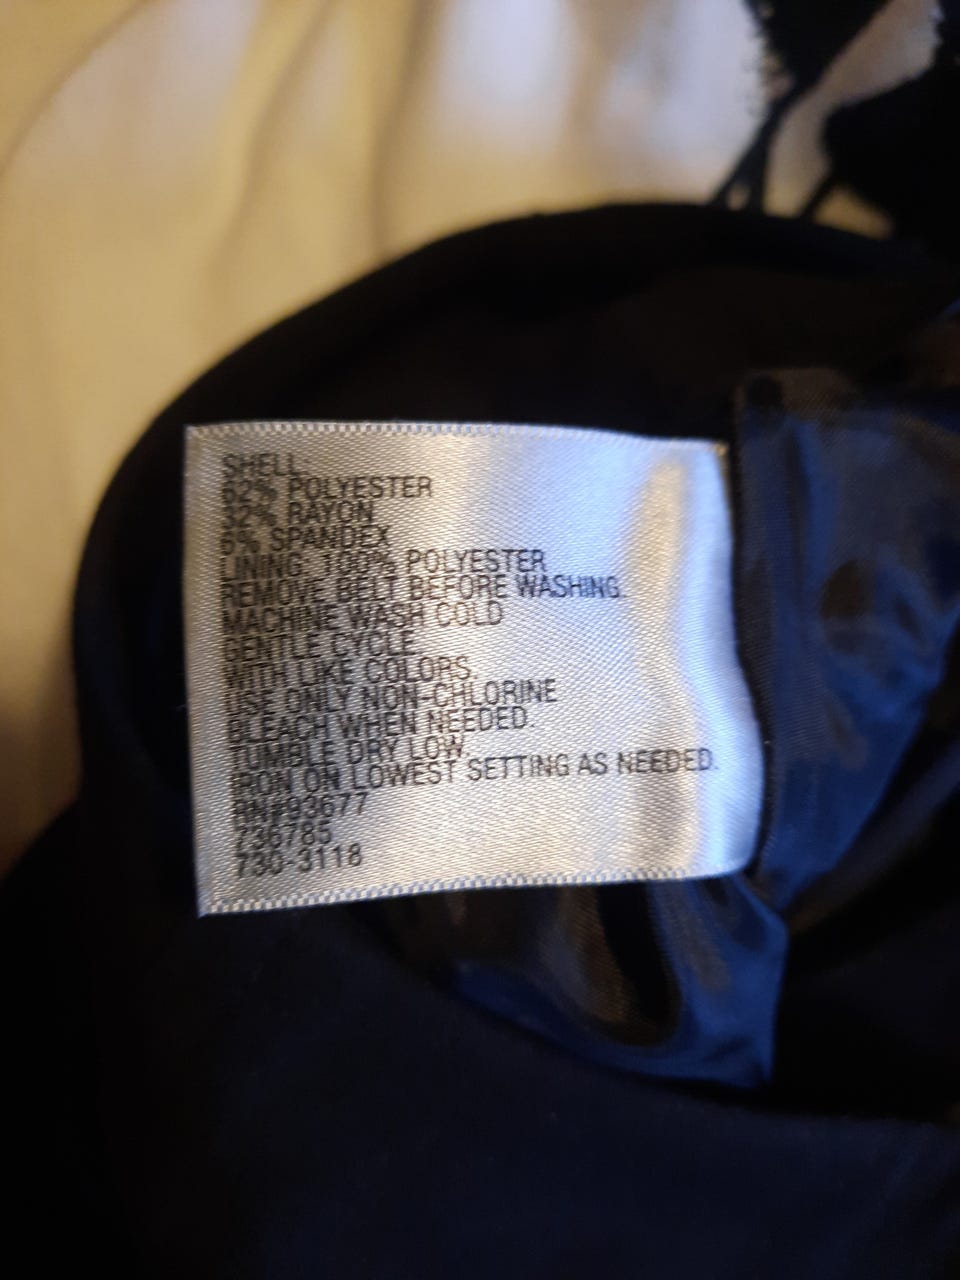 SHELL:
62% POLYESTER
32% RAYON
6% SPANDEX
LINING: 100% POLYESTER
REMOVE BELT BEFORE WASHING.
MACHINE WASH COLD
GENTLE CYCLE
WITH LIKE COLORS.
USE ONLY NON-CHLORINE
BLEACH WHEN NEEDED.
TUMBLE DRY LOW.
IRON ON LOWEST SETTING AS NEEDED.
RN#93677
736785
730-3118